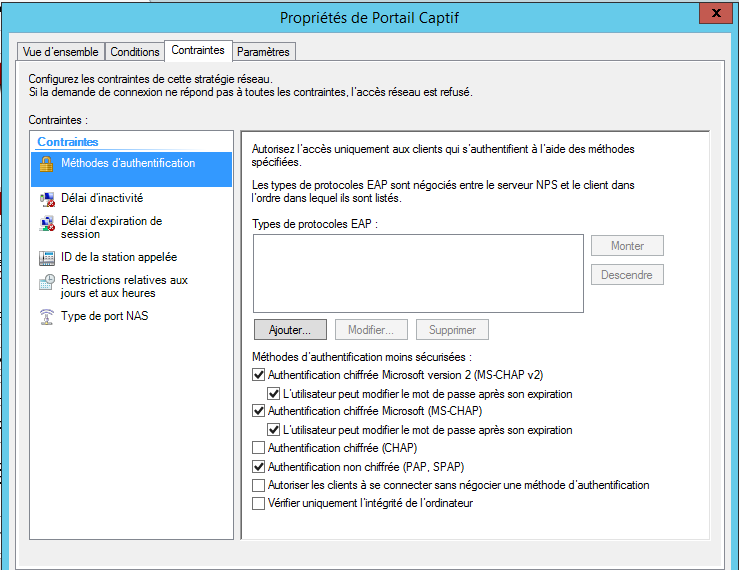 Propriétés de Portail Captif
x
Vue d'ensemble
Conditions
Contraintes
Paramètres
Configurez les contraintes de cette stratégie réseau.
Si la demande de connexion ne répond pas à toutes les contraintes, l'accès réseau est refusé.
Contraintes :
Contraintes
Méthodes d'authentification
Délai d'inactivité
Délai d'expiration de
session
ID de la station appelée
Restrictions relatives aux
jours et aux heures
Type de port NAS
Autorisez l'accès uniquement aux clients qui s'authentifient à l'aide des méthodes
spécifiées.
Les types de protocoles EAP sont négociés entre le serveur NPS et le client dans
l'ordre dans lequel ils sont listés.
Types de protocoles EAP :
Monter
Descendre
Ajouter...
Modifier...
Supprimer
Méthodes d'authentification moins sécurisées :
Authentification chiffrée Microsoft version 2 (MS-CHAP v2)
L'utilisateur peut modifier le mot de passe après son expiration
Authentification chiffrée Microsoft (MS-CHAP)
L'utilisateur peut modifier le mot de passe après son expiration
Authentification chiffrée (CHAP)
Authentification non chiffrée (PAP, SPAP)
Autoriser les clients à se connecter sans négocier une méthode d'authentification
Vérifier uniquement l'intégrité de l'ordinateur